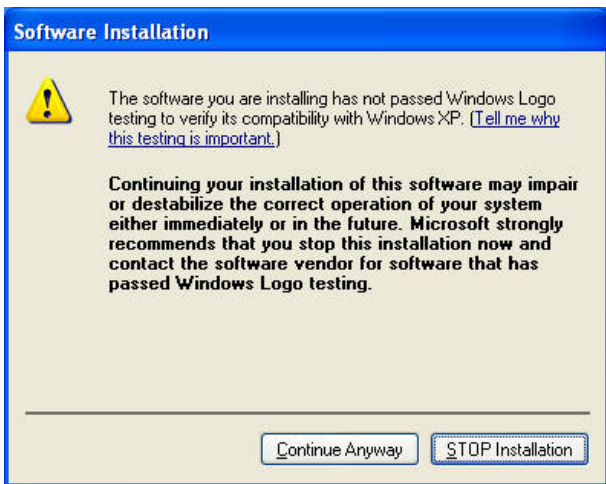 Software Installation
The software you are installing has not passed Windows Logo
testing to verify its compatibility with Windows XP. (Tell me why
this testing is important.)
Continuing your installation of this software may impair
or destabilize the correct operation of your system
either immediately or in the future. Microsoft strongly
recommends that you stop this installation now and
contact the software vendor for software that has
passed Windows Logo testing.
Continue Anyway
STOP Installation